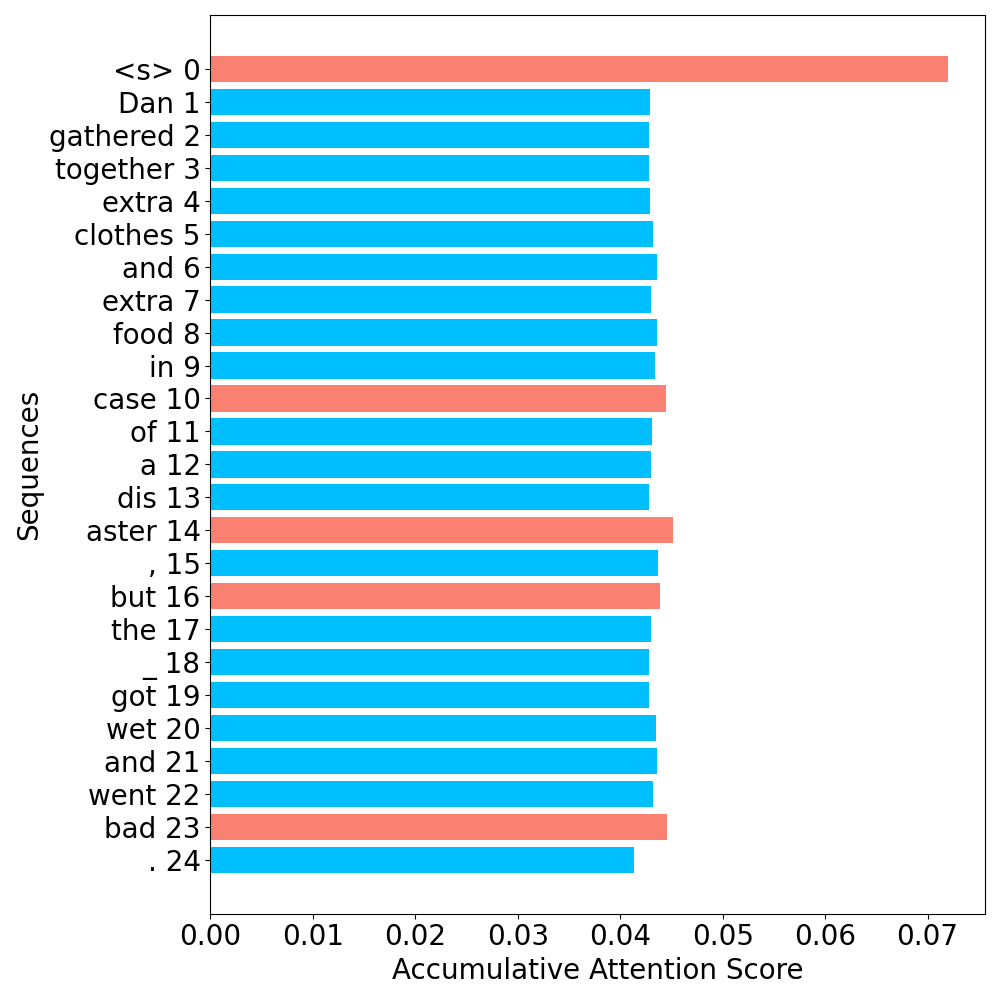 <s> 0
Dan 1
gathered 2
together 3
extra 4
clothes 5
and 6
extra 7
food 8
in 9
case 10
of 11
a 12
dis 13
aster 14
, 15
but 16
the 17
_ 18
got 19
wet 20
and 21
went 22
bad 23
. 24
Sequences
0.00 0.01 0.02 0.03 0.04 0.05 0.06 0.07
Accumulative Attention Score